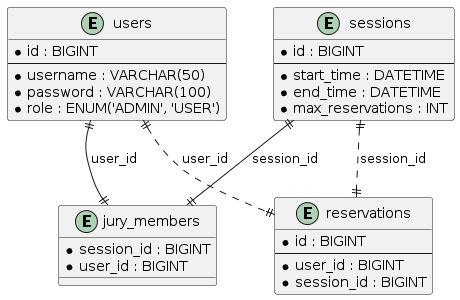 E users
id : BIGINT
username : VARCHAR(50)
password : VARCHAR(100)
role : ENUM('ADMIN', 'USER')
E sessions
id : BIGINT
start_time : DATETIME
end_time : DATETIME
max_reservations : INT
user_id
user_id
session_id
session_id
E jury_members
session_id : BIGINT
user_id : BIGINT
E reservations
id : BIGINT
user_id : BIGINT
session_id : BIGINT